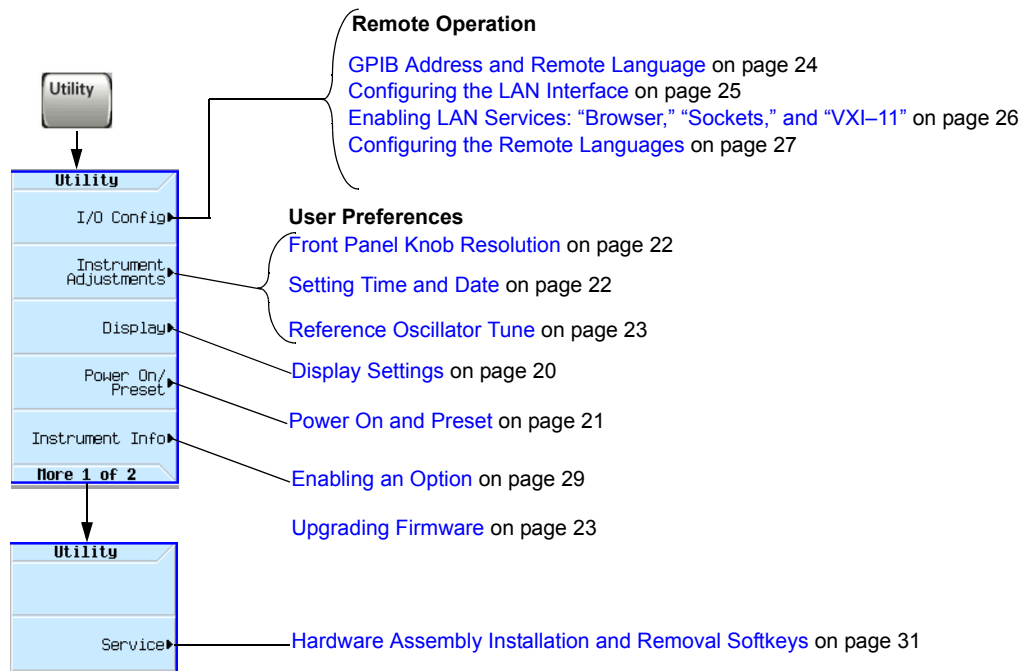 Remote Operation
GPIB Address and Remote Language on page 24
Configuring the LAN Interface on page 25
Enabling LAN Services: “Browser,” “Sockets,” and “VXI–11” on page 26
Configuring the Remote Languages on page 27
Utility
Utility
I/O Config
Instrument
Adjustments
Display
Power On/
Preset
Instrument Info
More 1 of 2
User Preferences
Front Panel Knob Resolution on page 22
Setting Time and Date on page 22
Reference Oscillator Tune on page 23
Display Settings on page 20
Power On and Preset on page 21
Enabling an Option on page 29
Upgrading Firmware on page 23
Utility
Service
Hardware Assembly Installation and Removal Softkeys on page 31